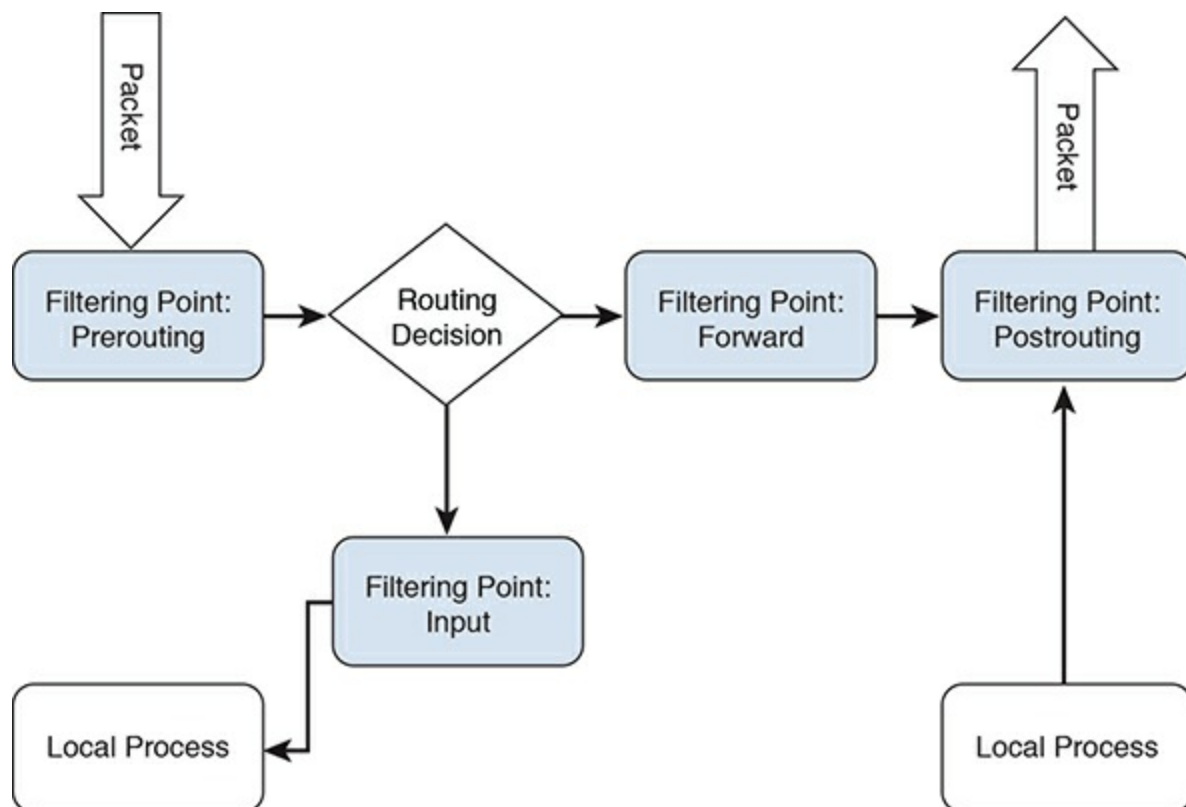 Packet
Packet
Filtering Point:
Prerouting
Routing
Decision
Filtering Point:
Forward
Filtering Point:
Postrouting
Filtering Point:
Input
Local Process
Local Process